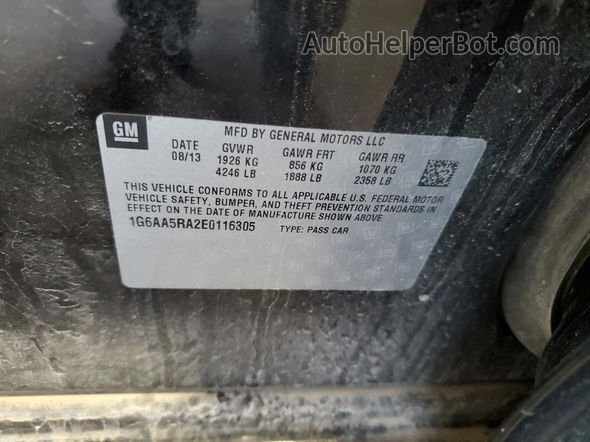 AutoHelperBot.com
GM
MFD BY GENERAL MOTORS LLC
DATE GVWR GAWR FRT GAWR RR
08/13 1926 KG 856 KG 1070 KG
4246 LB 1888 LB 2358 LB
THIS VEHICLE CONFORMS TO ALL APPLICABLE U.S. FEDERAL MOTOR
VEHICLE SAFETY, BUMPER, AND THEFT PREVENTION STANDARDS IN
EFFECT ON THE DATE OF MANUFACTURE SHOWN ABOVE.
1G6AA5RA2E0116305 TYPE: PASS CAR